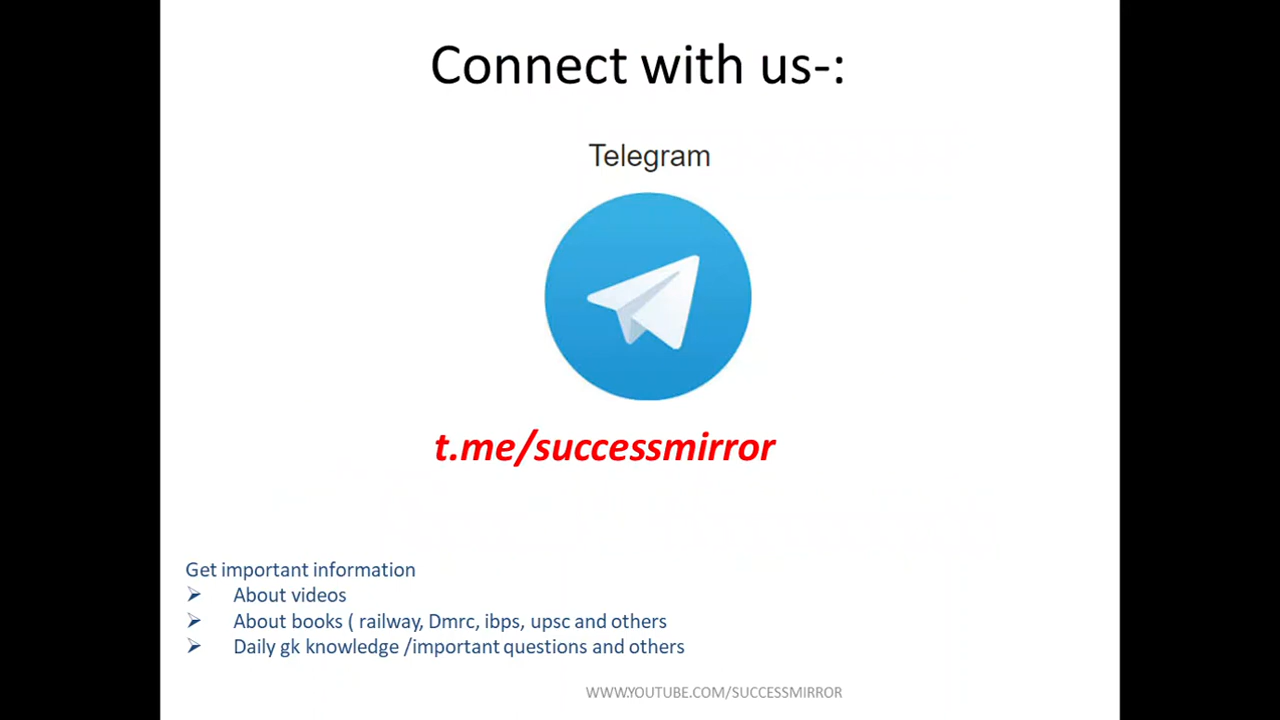 Connect with us-:
Telegram
t.me/successmirror
Get important information
➢ About videos
➢ About books ( railway, Dmrc, ibps, upsc and others
➢ Daily gk knowledge /important questions and others
WWW.YOUTUBE.COM/SUCCESSMIRROR